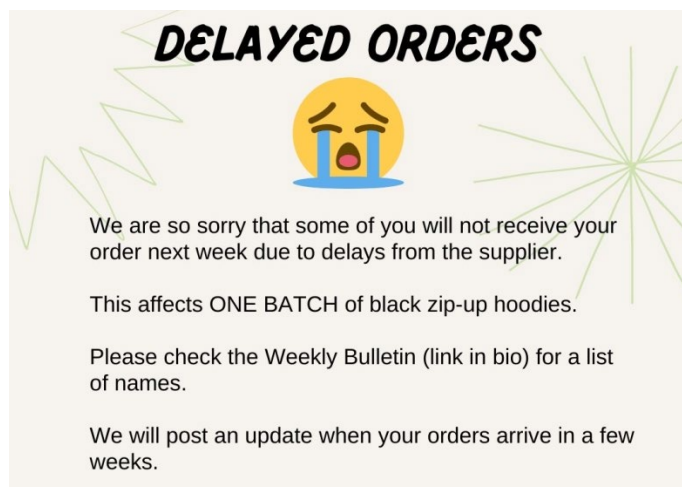 DELAYED ORDERS
We are so sorry that some of you will not receive your
order next week due to delays from the supplier.
This affects ONE BATCH of black zip-up hoodies.
Please check the Weekly Bulletin (link in bio) for a list
of names.
We will post an update when your orders arrive in a few
weeks.